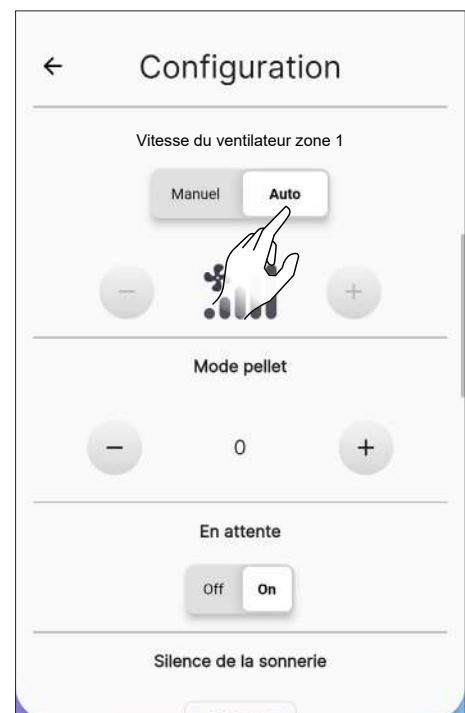 ← Configuration
Vitesse du ventilateur zone 1
Manuel Auto
− +
Mode pellet
− 0 +
En attente
Off On
Silence de la sonnerie